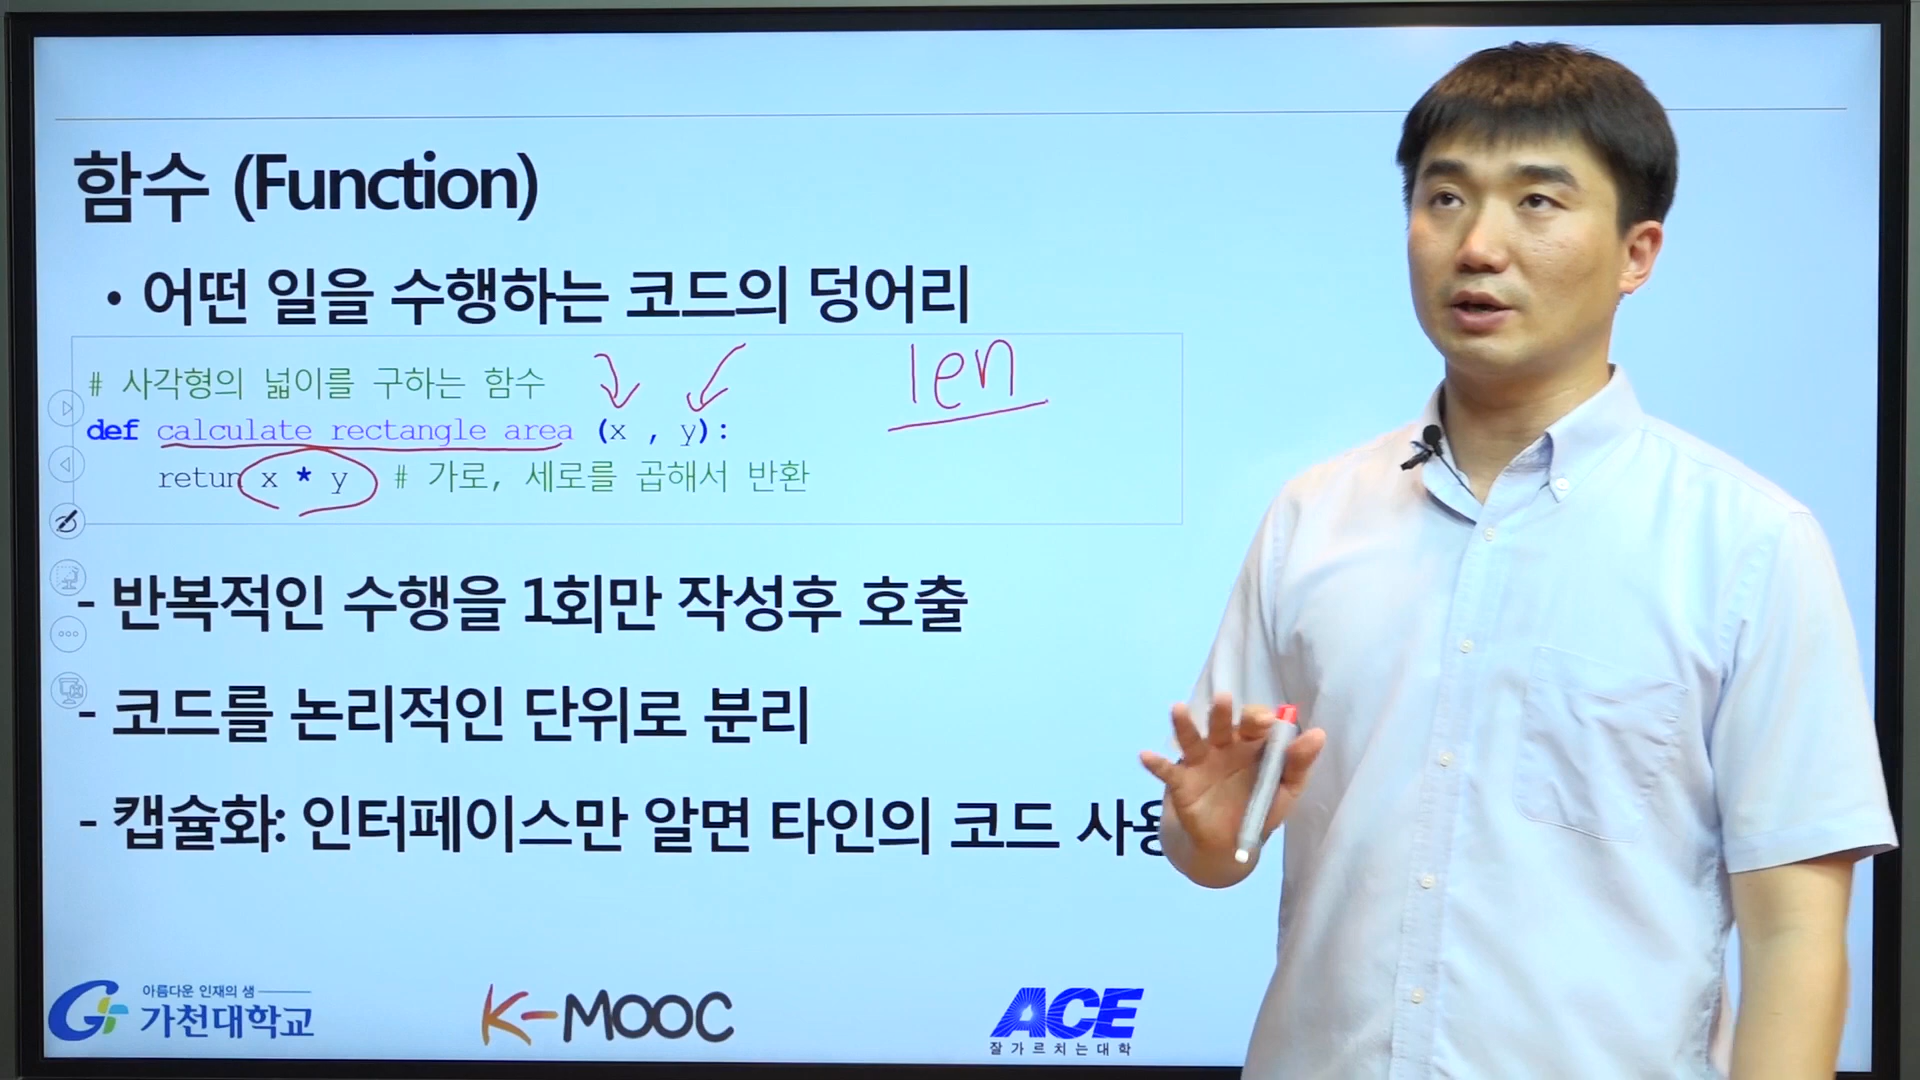 함수 (Function)
• 어떤 일을 수행하는 코드의 덩어리
# 사각형의 넓이를 구하는 함수
len
def calculate rectangle area (x , y):
retun x * y # 가로, 세로를 곱해서 반환
- 반복적인 수행을 1회만 작성후 호출
- 코드를 논리적인 단위로 분리
- 캡슐화: 인터페이스만 알면 타인의 코드
아름다운 인재의 샘
가천대학교
K-MOOC
ACE
잘가르치는대학